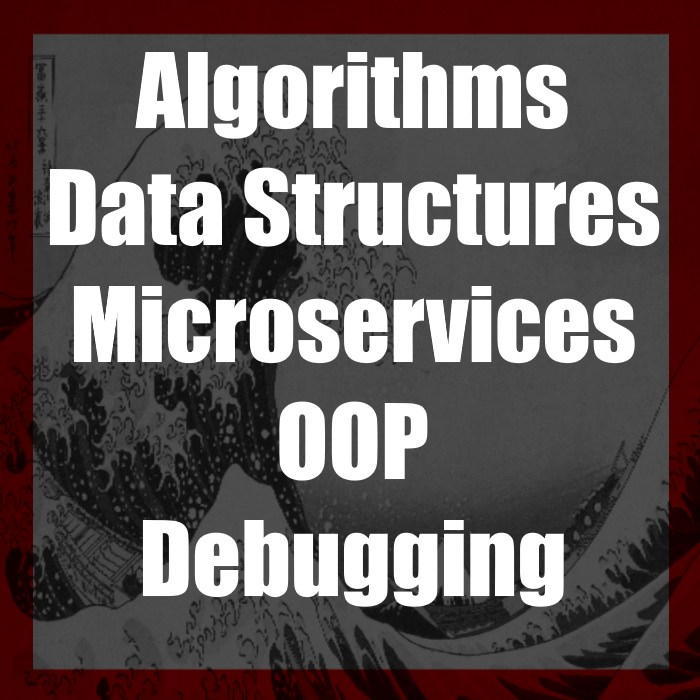 Algorithms
Data Structures
Microservices
OOP
Debugging